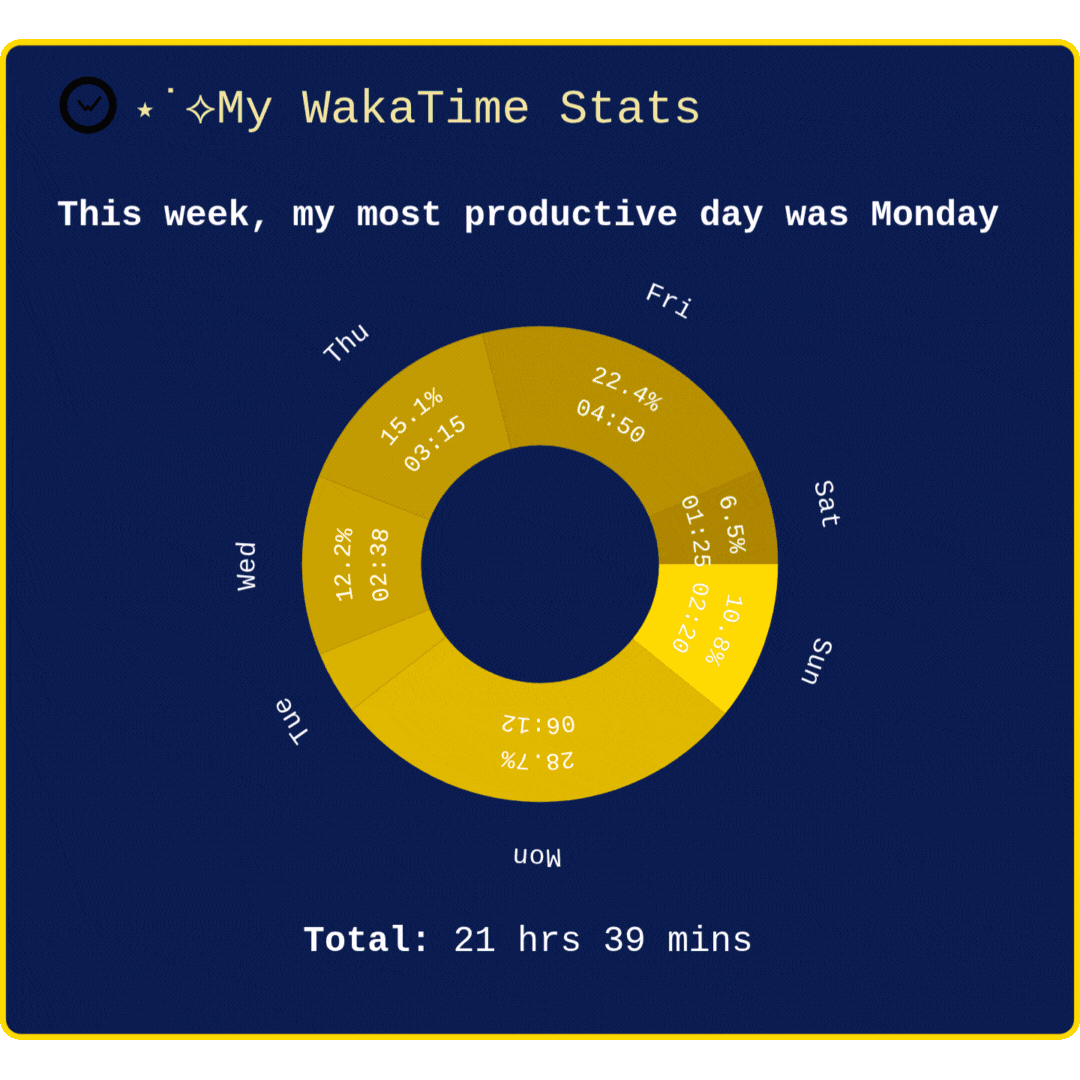 ⋆˙⟡My WakaTime Stats
This week, my most productive day was Monday
Fri
Thu
22.4%
04:50
15.1%
03:15
Sat
6.5%
01:25
Wed
12.2%
02:38
10.8%
02:20
Sun
Tue
06:12
28.7%
Mon
Total: 21 hrs 39 mins